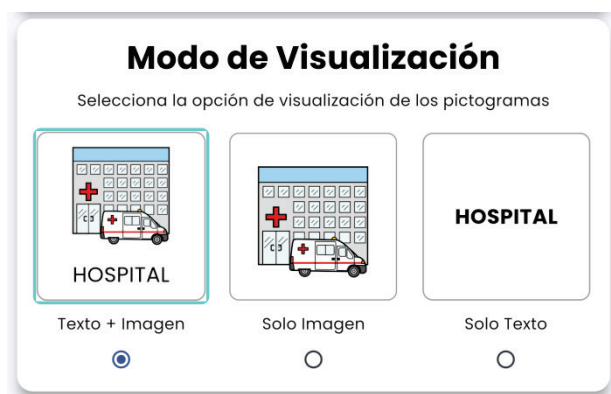 Modo de Visualización
Selecciona la opción de visualización de los pictogramas
HOSPITAL
HOSPITAL
Texto + Imagen
Solo Imagen
Solo Texto